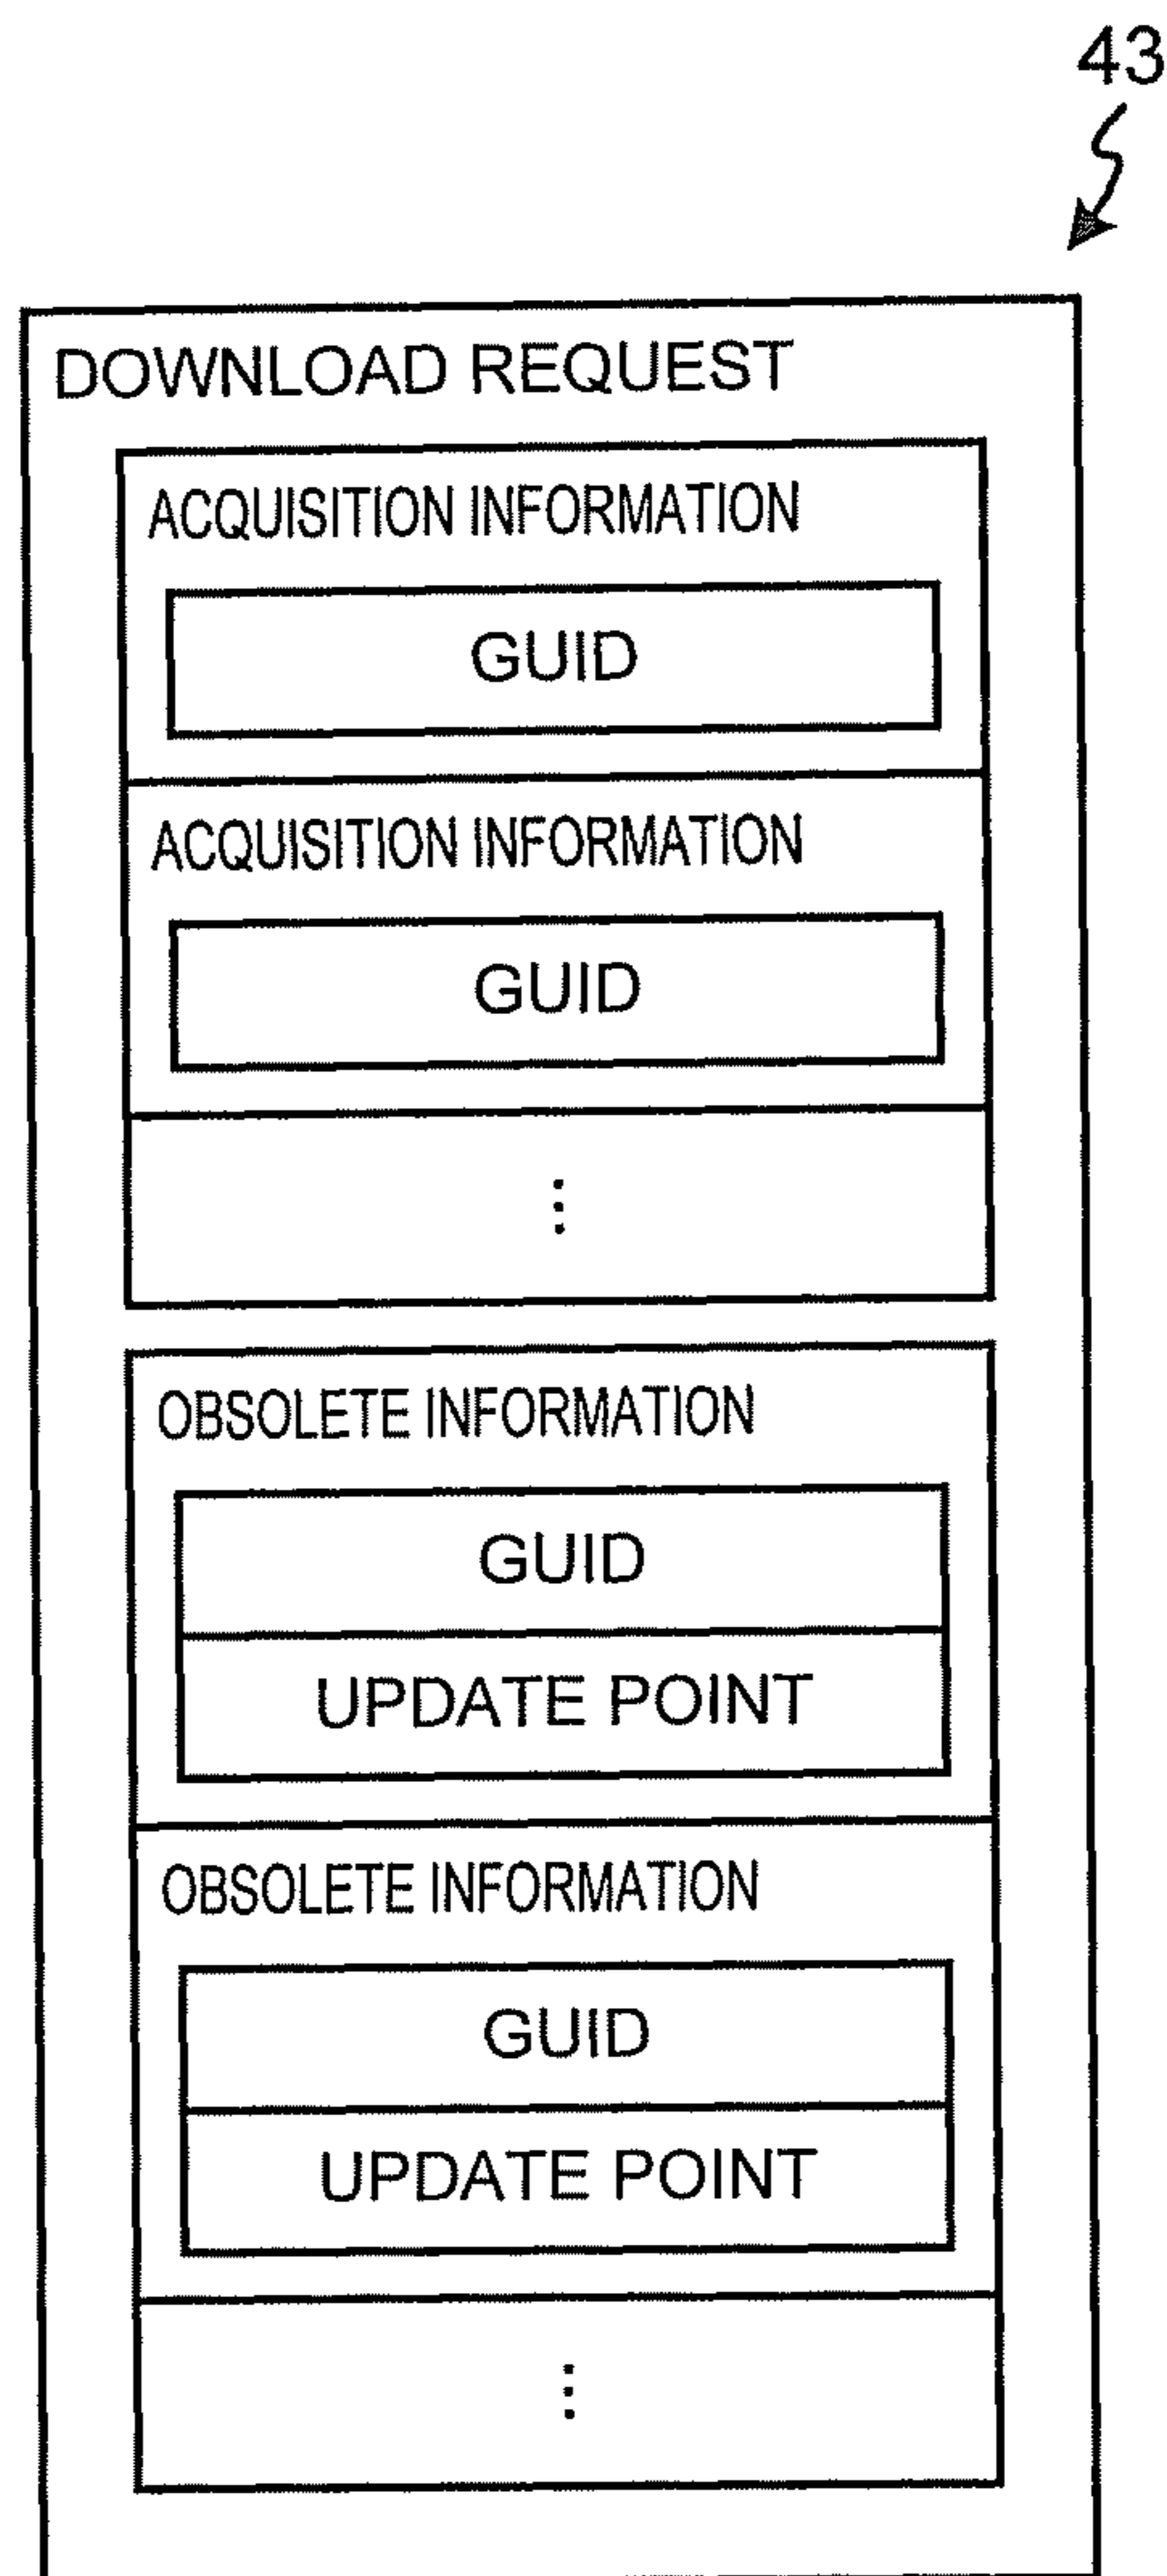 43
DOWNLOAD REQUEST
ACQUISITION INFORMATION
GUID
ACQUISITION INFORMATION
GUID
⋮
OBSOLETE INFORMATION
GUID
UPDATE POINT
OBSOLETE INFORMATION
GUID
UPDATE POINT
⋮